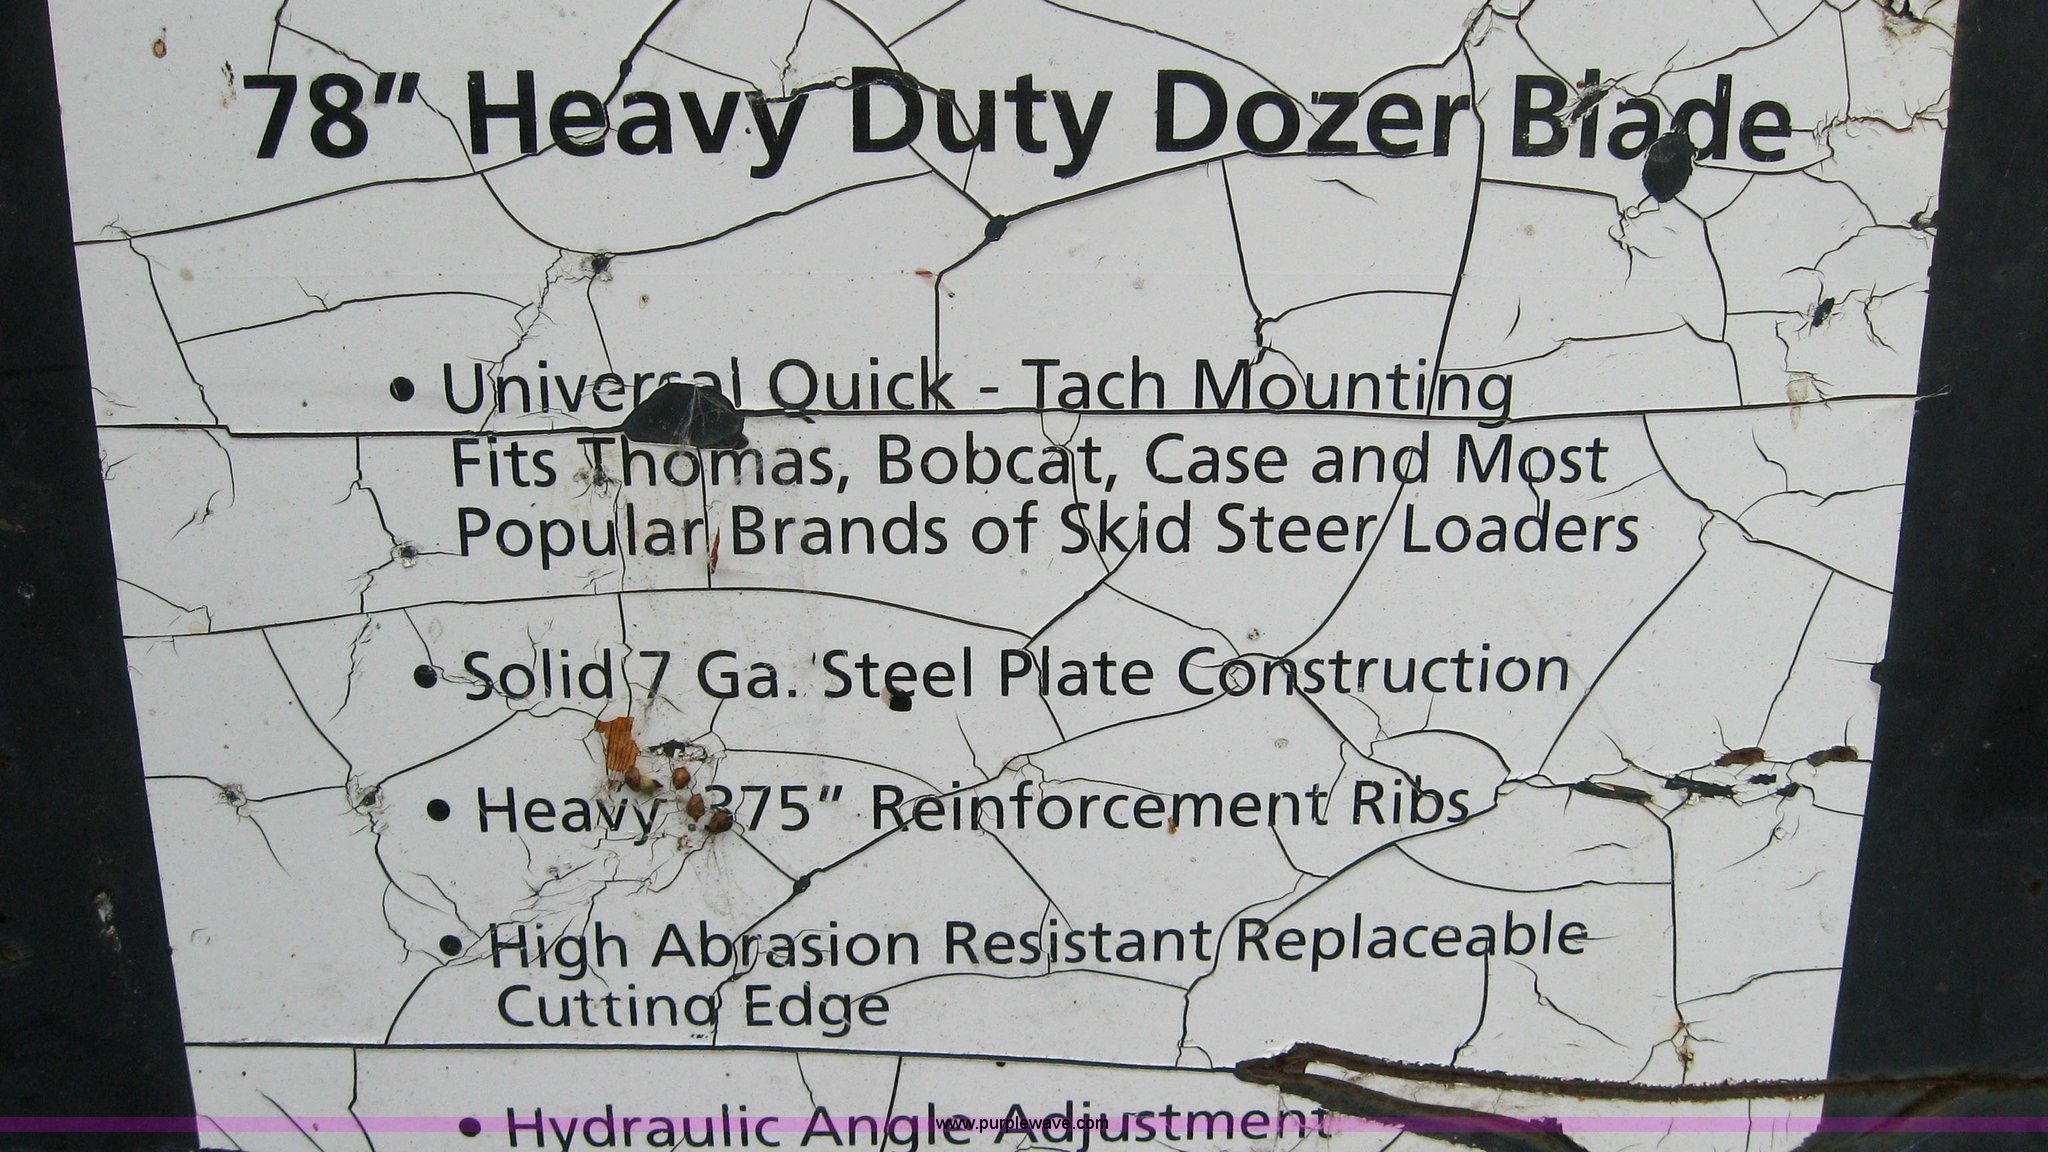 78" Heavy Duty Dozer Blade
• Universal Quick - Tach Mounting
Fits Thomas, Bobcat, Case and Most
Popular Brands of Skid Steer Loaders
• Solid 7 Ga. Steel Plate Construction
• Heavy .375" Reinforcement Ribs
• High Abrasion Resistant Replaceable
Cutting Edge
• Hydraulic Angle Adjustment
www.purplewave.com